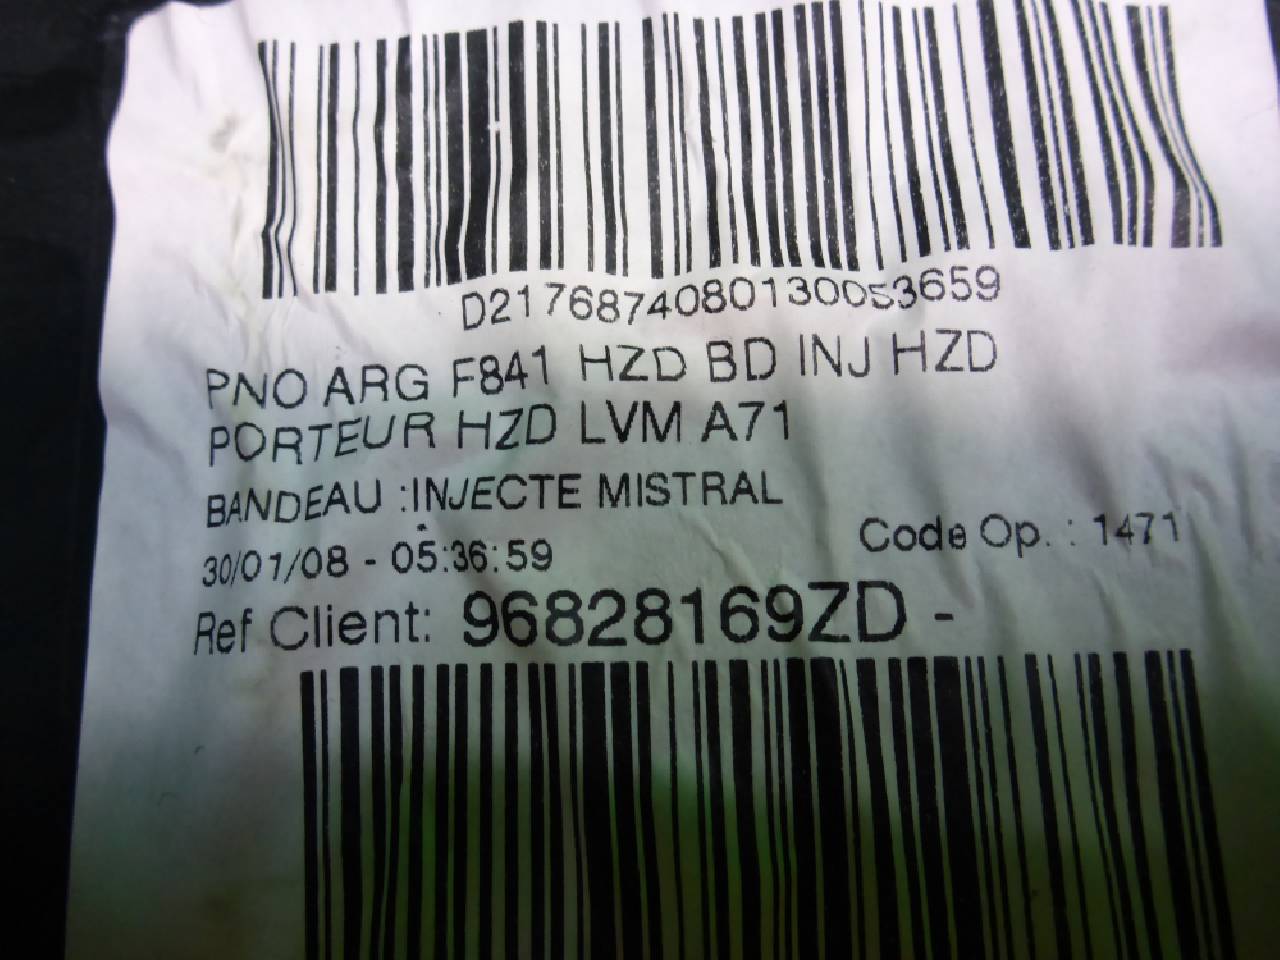 D2176874080130053659
PNO ARG F841 HZD BD INJ HZD
PORTEUR HZD LVM A71
BANDEAU :INJECTE MISTRAL
30/01/08 - 05:36:59 Code Op. : 1471
Ref Client: 96828169ZD -